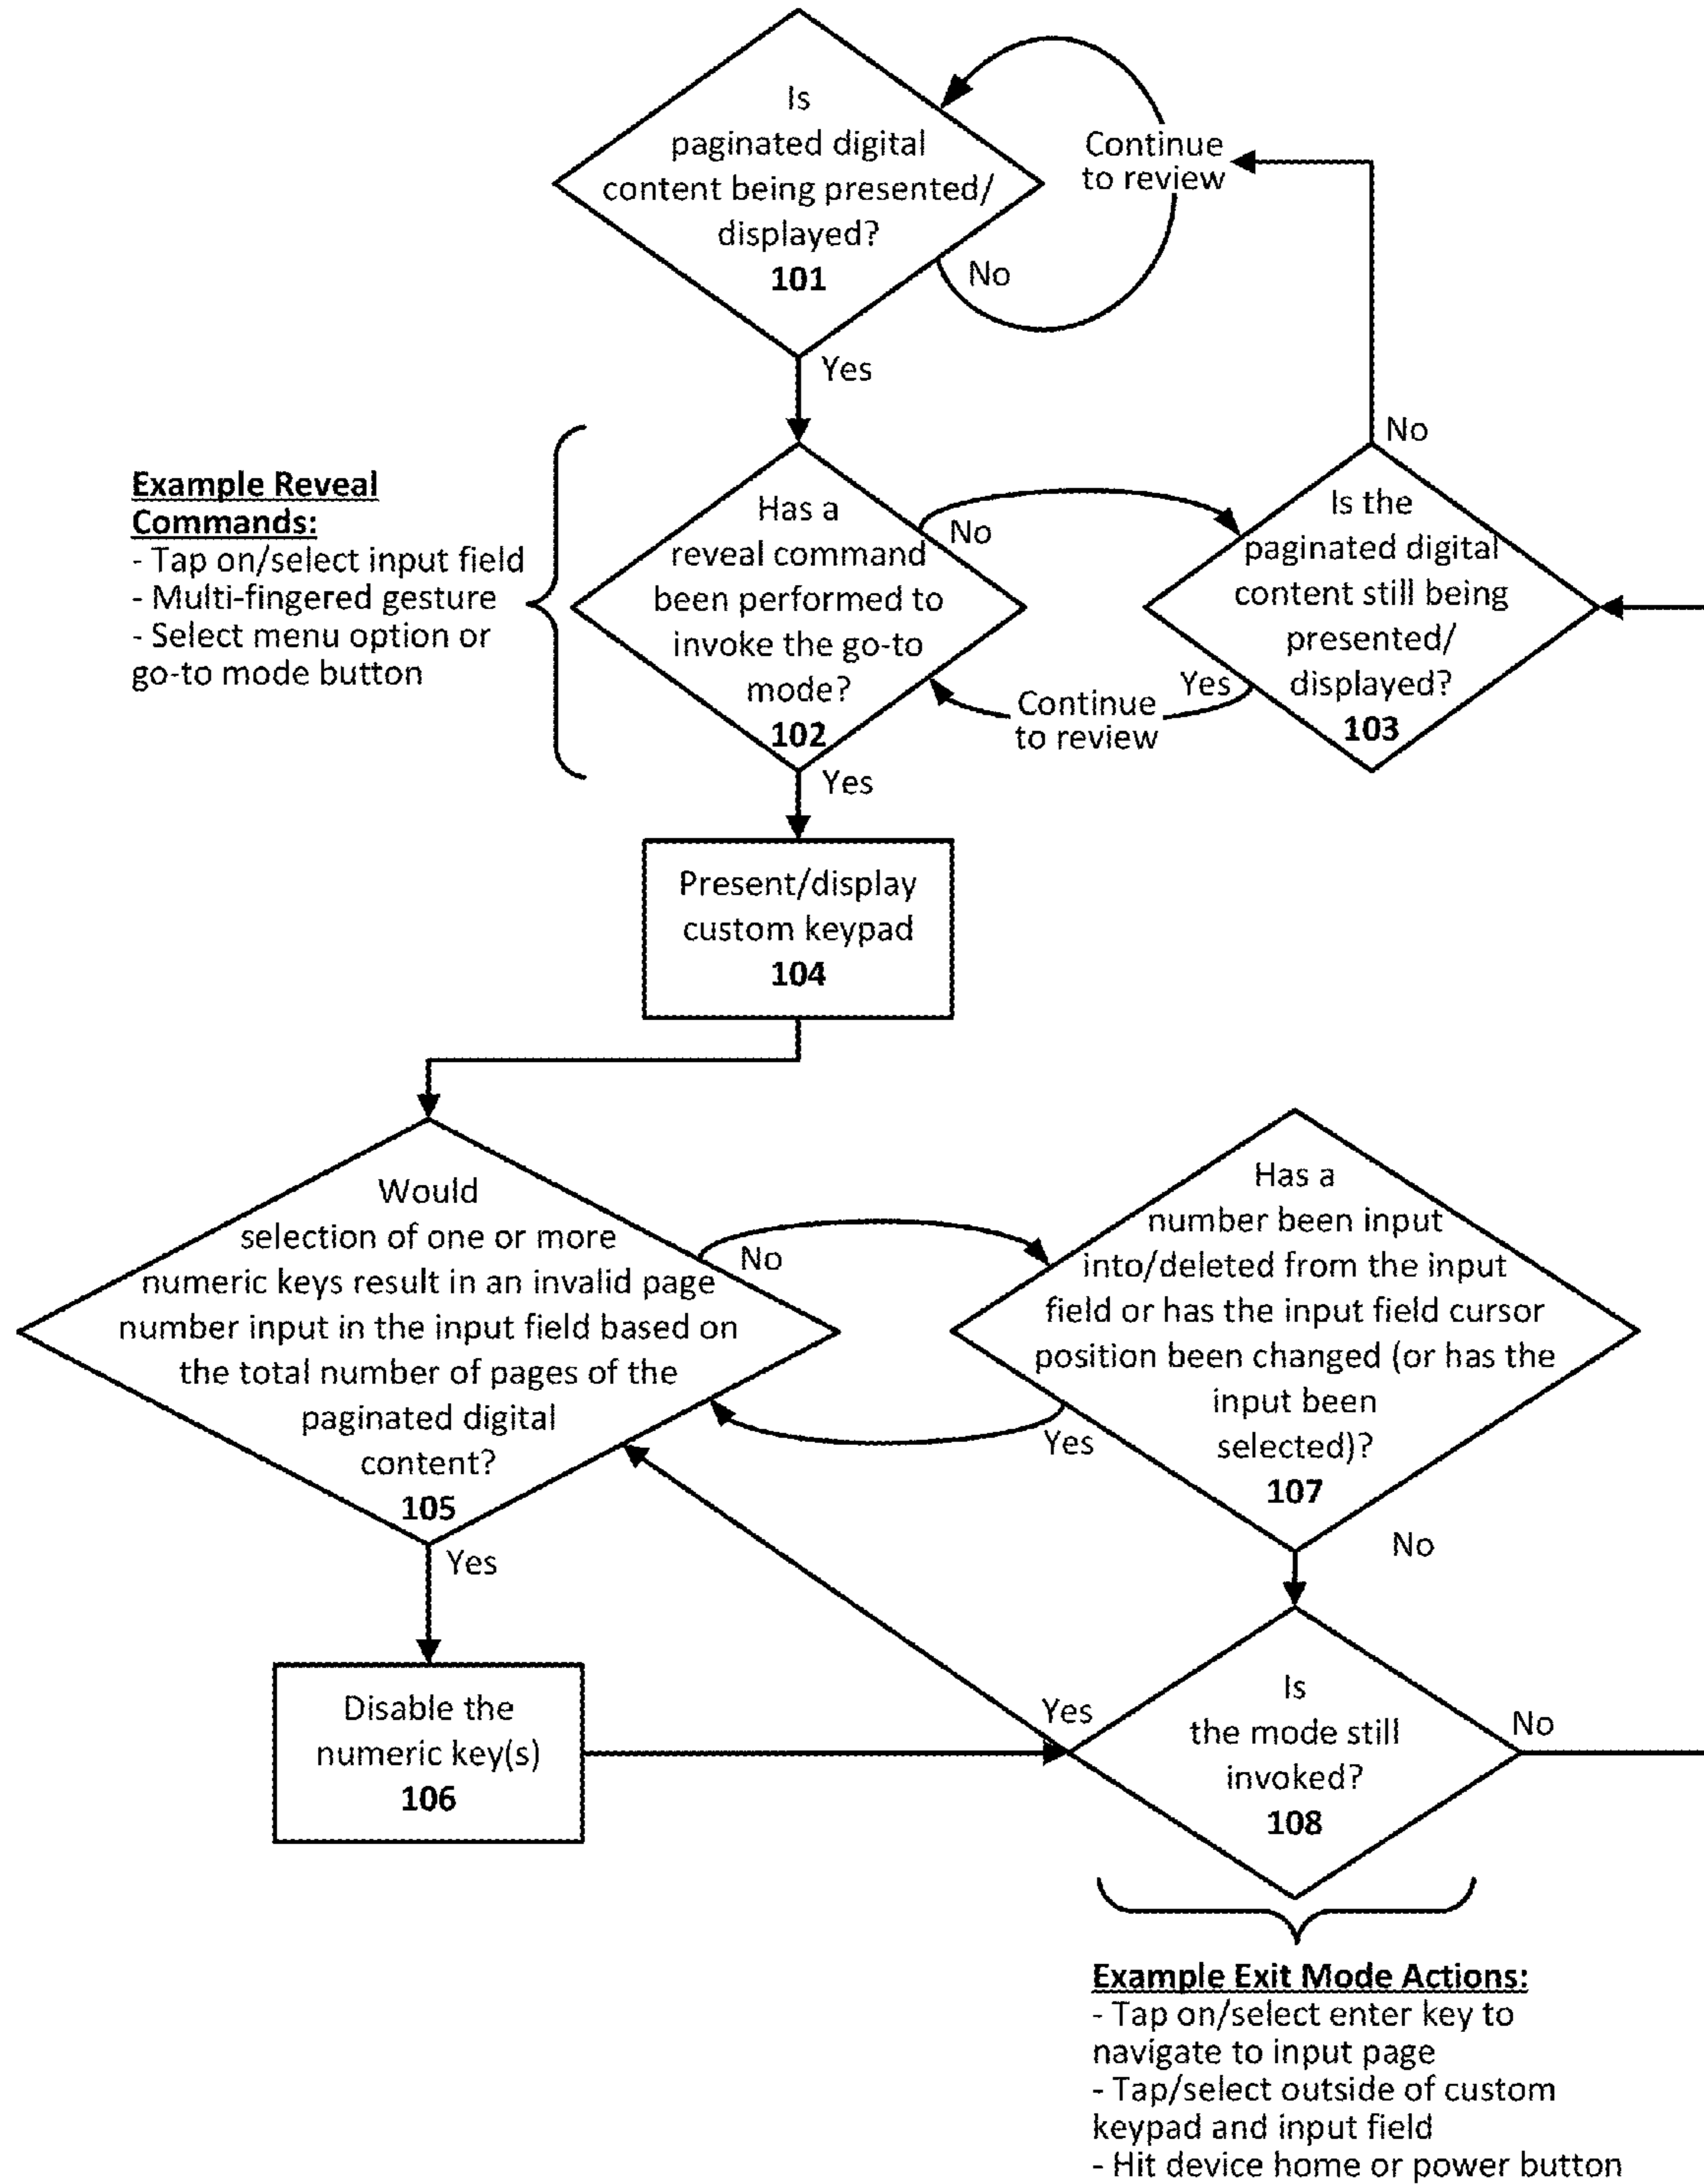 Is
paginated digital
content being presented/
displayed?
101
Continue
to review
No
Yes
Example Reveal
Commands:
- Tap on/select input field
- Multi-fingered gesture
- Select menu option or
go-to mode button
Has a
reveal command
been performed to
invoke the go-to
mode?
102
No
No
Is the
paginated digital
content still being
presented/
displayed?
103
Yes
Continue
to review
Yes
Present/display
custom keypad
104
Would
selection of one or more
numeric keys result in an invalid page
number input in the input field based on
the total number of pages of the
paginated digital
content?
105
No
Has a
number been input
into/deleted from the input
field or has the input field cursor
position been changed (or has the
input been
selected)?
107
Yes
No
Yes
Disable the
numeric key(s)
106
Yes
Is
the mode still
invoked?
108
No
Example Exit Mode Actions:
- Tap on/select enter key to
navigate to input page
- Tap/select outside of custom
keypad and input field
- Hit device home or power button